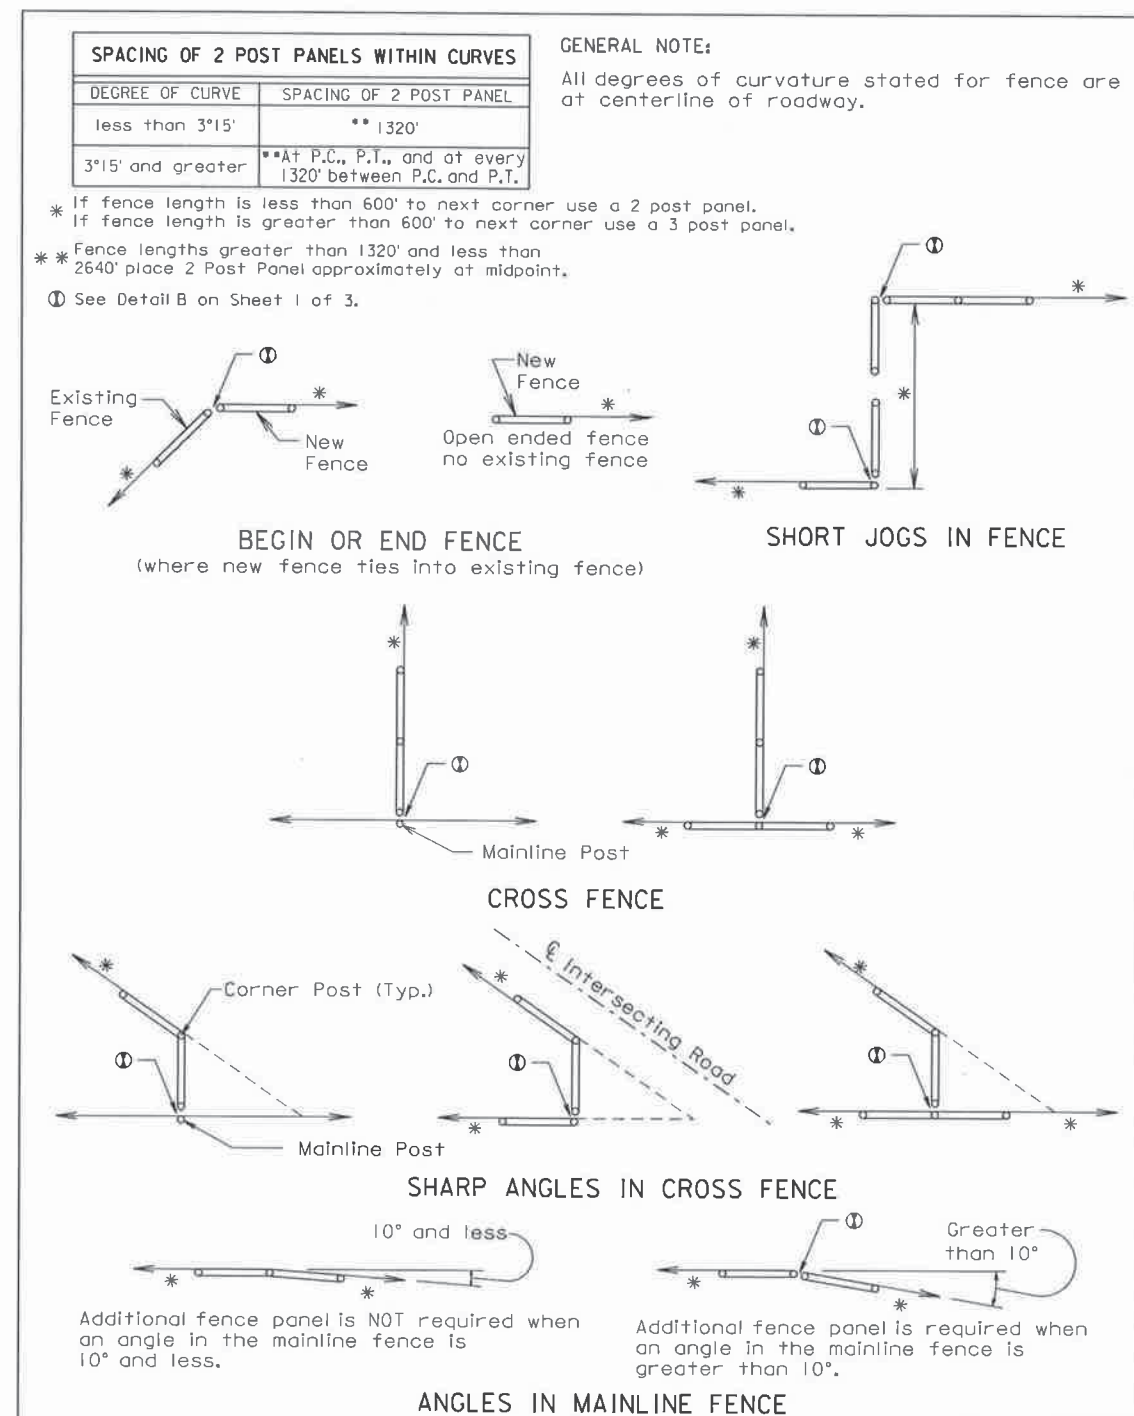 SPACING OF 2 POST PANELS WITHIN CURVES
DEGREE OF CURVE SPACING OF 2 POST PANEL
less than 3°15' ** 1320'
3°15' and greater **At P.C., P.T., and at every
1320' between P.C. and P.T.
GENERAL NOTE:
All degrees of curvature stated for fence are
at centerline of roadway.
* If fence length is less than 600' to next corner use a 2 post panel.
If fence length is greater than 600' to next corner use a 3 post panel.
** Fence lengths greater than 1320' and less than
2640' place 2 Post Panel approximately at midpoint.
① See Detail B on Sheet 1 of 3.
①
*
Existing
Fence
*
*
New
Fence
New
Fence
*
Open ended fence
no existing fence
BEGIN OR END FENCE
(where new fence ties into existing fence)
①
*
*
①
*
SHORT JOGS IN FENCE
*
①
Mainline Post
*
①
*
*
CROSS FENCE
*
Corner Post (Typ.)
①
Mainline Post
*
℄ Intersecting Road
①
*
*
①
*
*
SHARP ANGLES IN CROSS FENCE
10° and less
*
*
Additional fence panel is NOT required when
an angle in the mainline fence is
10° and less.
①
Greater
than 10°
*
*
Additional fence panel is required when
an angle in the mainline fence is
greater than 10°.
ANGLES IN MAINLINE FENCE